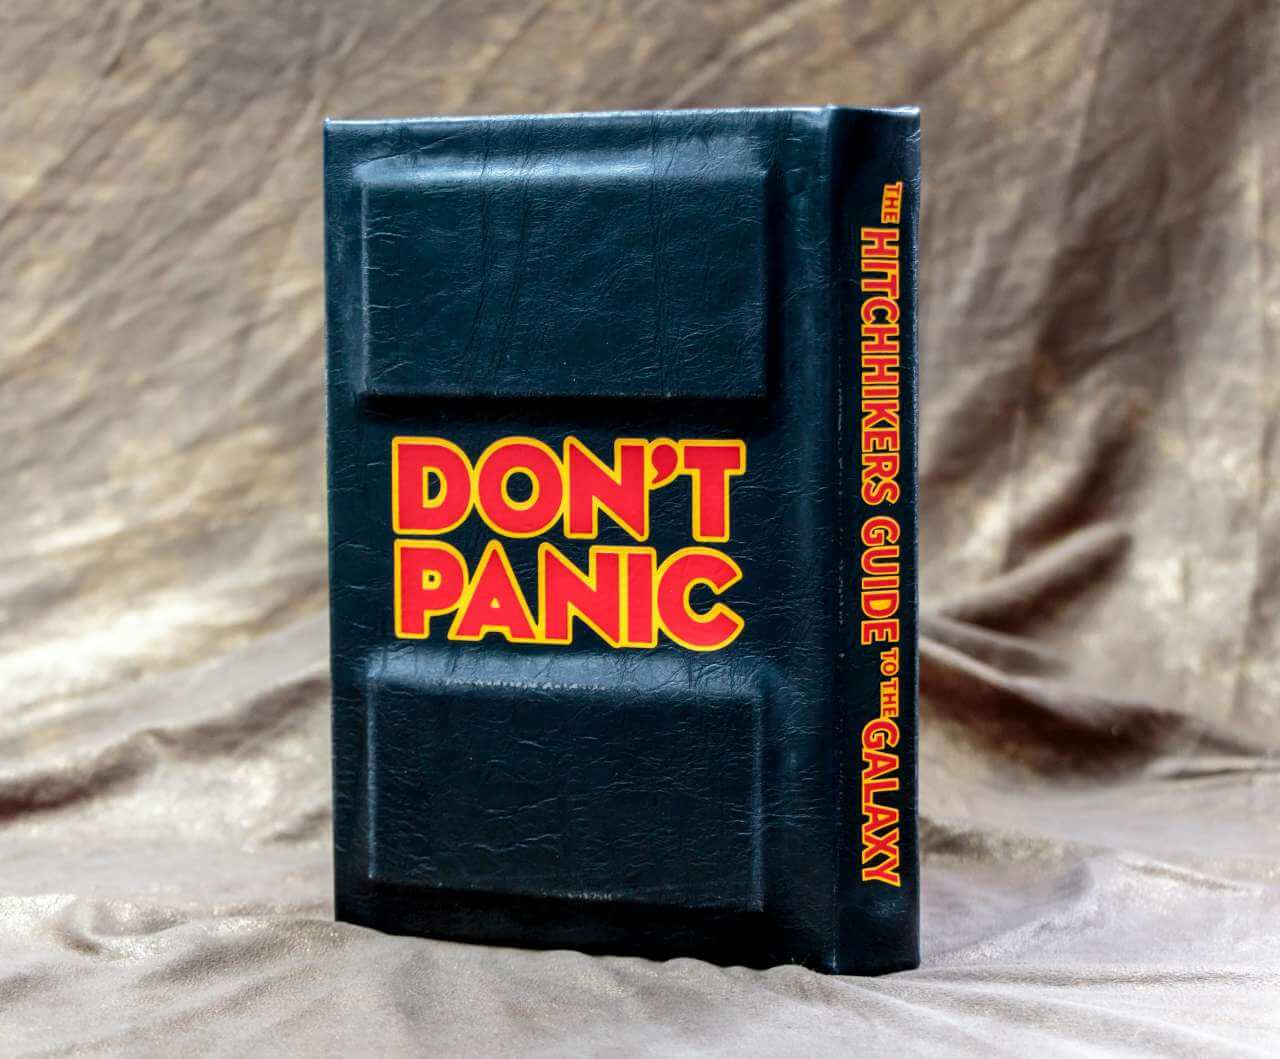 DON'T
PANIC
THE HITCHHIKERS GUIDE TO THE GALAXY